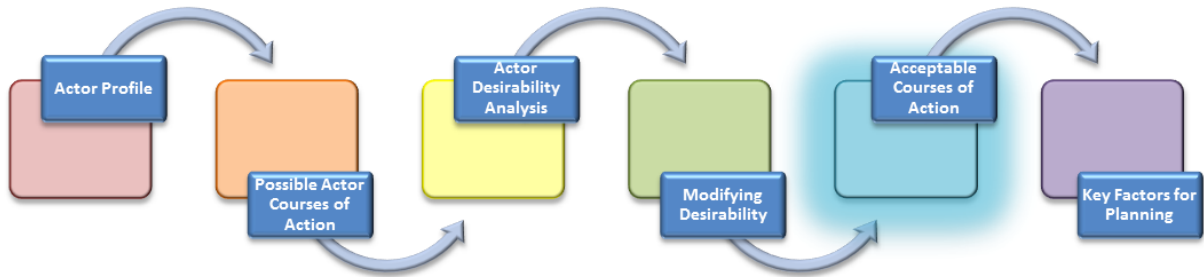 Actor Profile
Possible Actor
Courses of
Action
Actor
Desirability
Analysis
Modifying
Desirability
Acceptable
Courses of
Action
Key Factors for
Planning